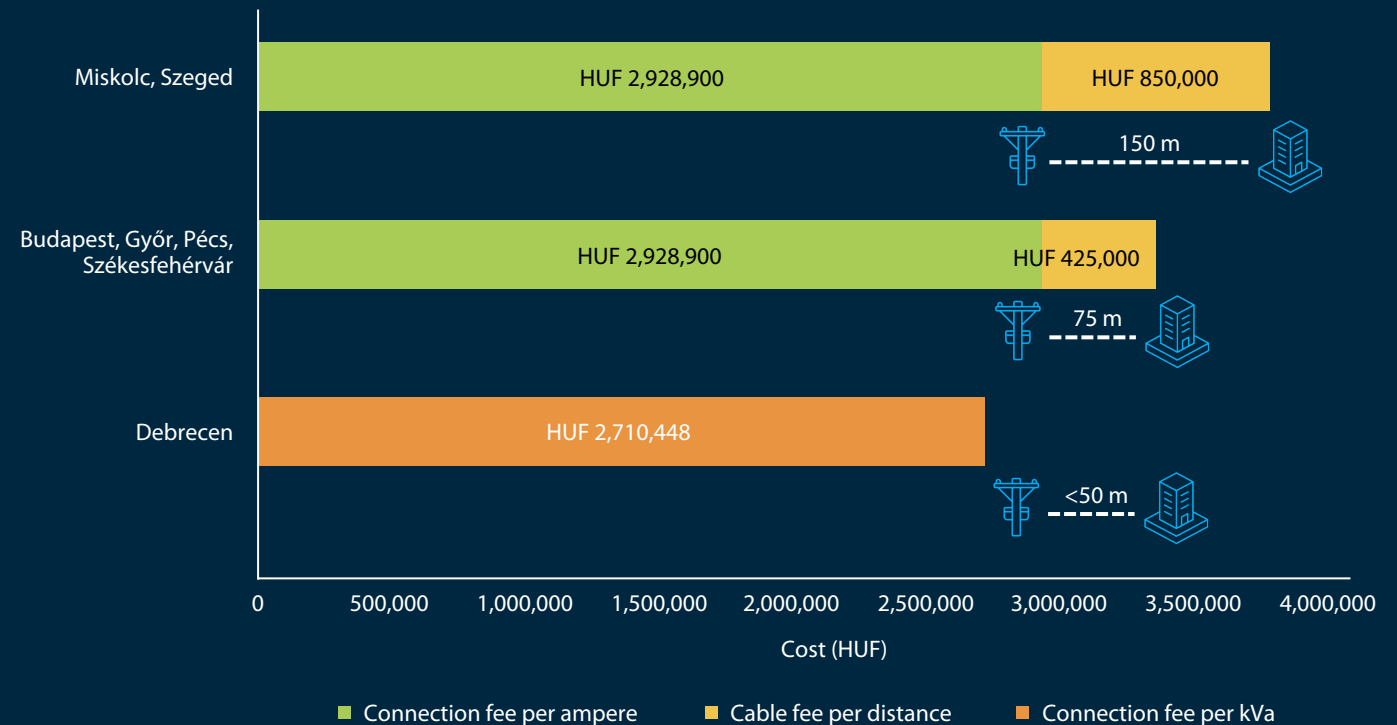 Miskolc, Szeged
HUF 2,928,900
HUF 850,000
150 m
Budapest, Győr, Pécs,
Székesfehérvár
HUF 2,928,900
HUF 425,000
75 m
Debrecen
HUF 2,710,448
<50 m
0
500,000
1,000,000
1,500,000
2,000,000
2,500,000
3,000,000
3,500,000
4,000,000
Cost (HUF)
Connection fee per ampere
Cable fee per distance
Connection fee per kVa